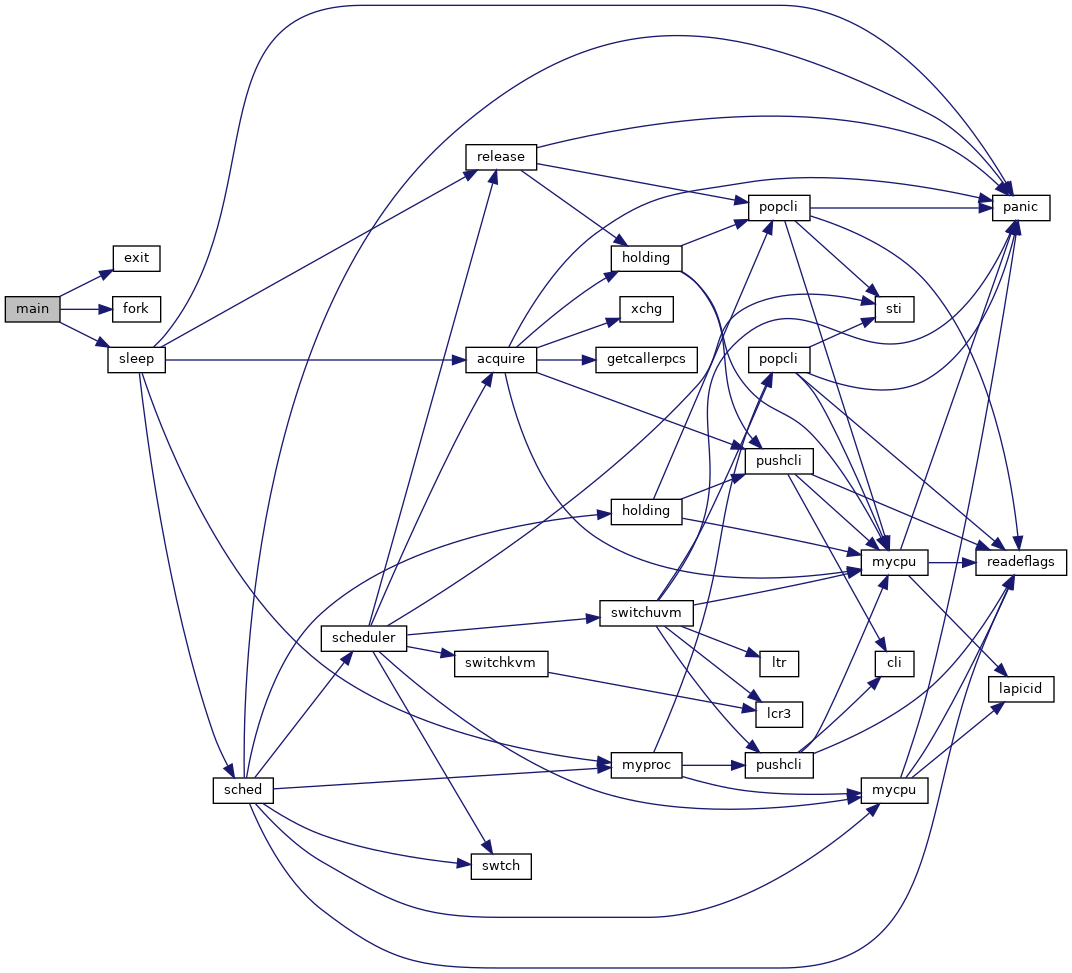 main
exit
fork
sleep
sched
scheduler
release
acquire
switchkvm
swtch
holding
xchg
getcallerpcs
holding
switchuvm
myproc
popcli
popcli
pushcli
ltr
lcr3
pushcli
sti
mycpu
cli
mycpu
panic
readeflags
lapicid